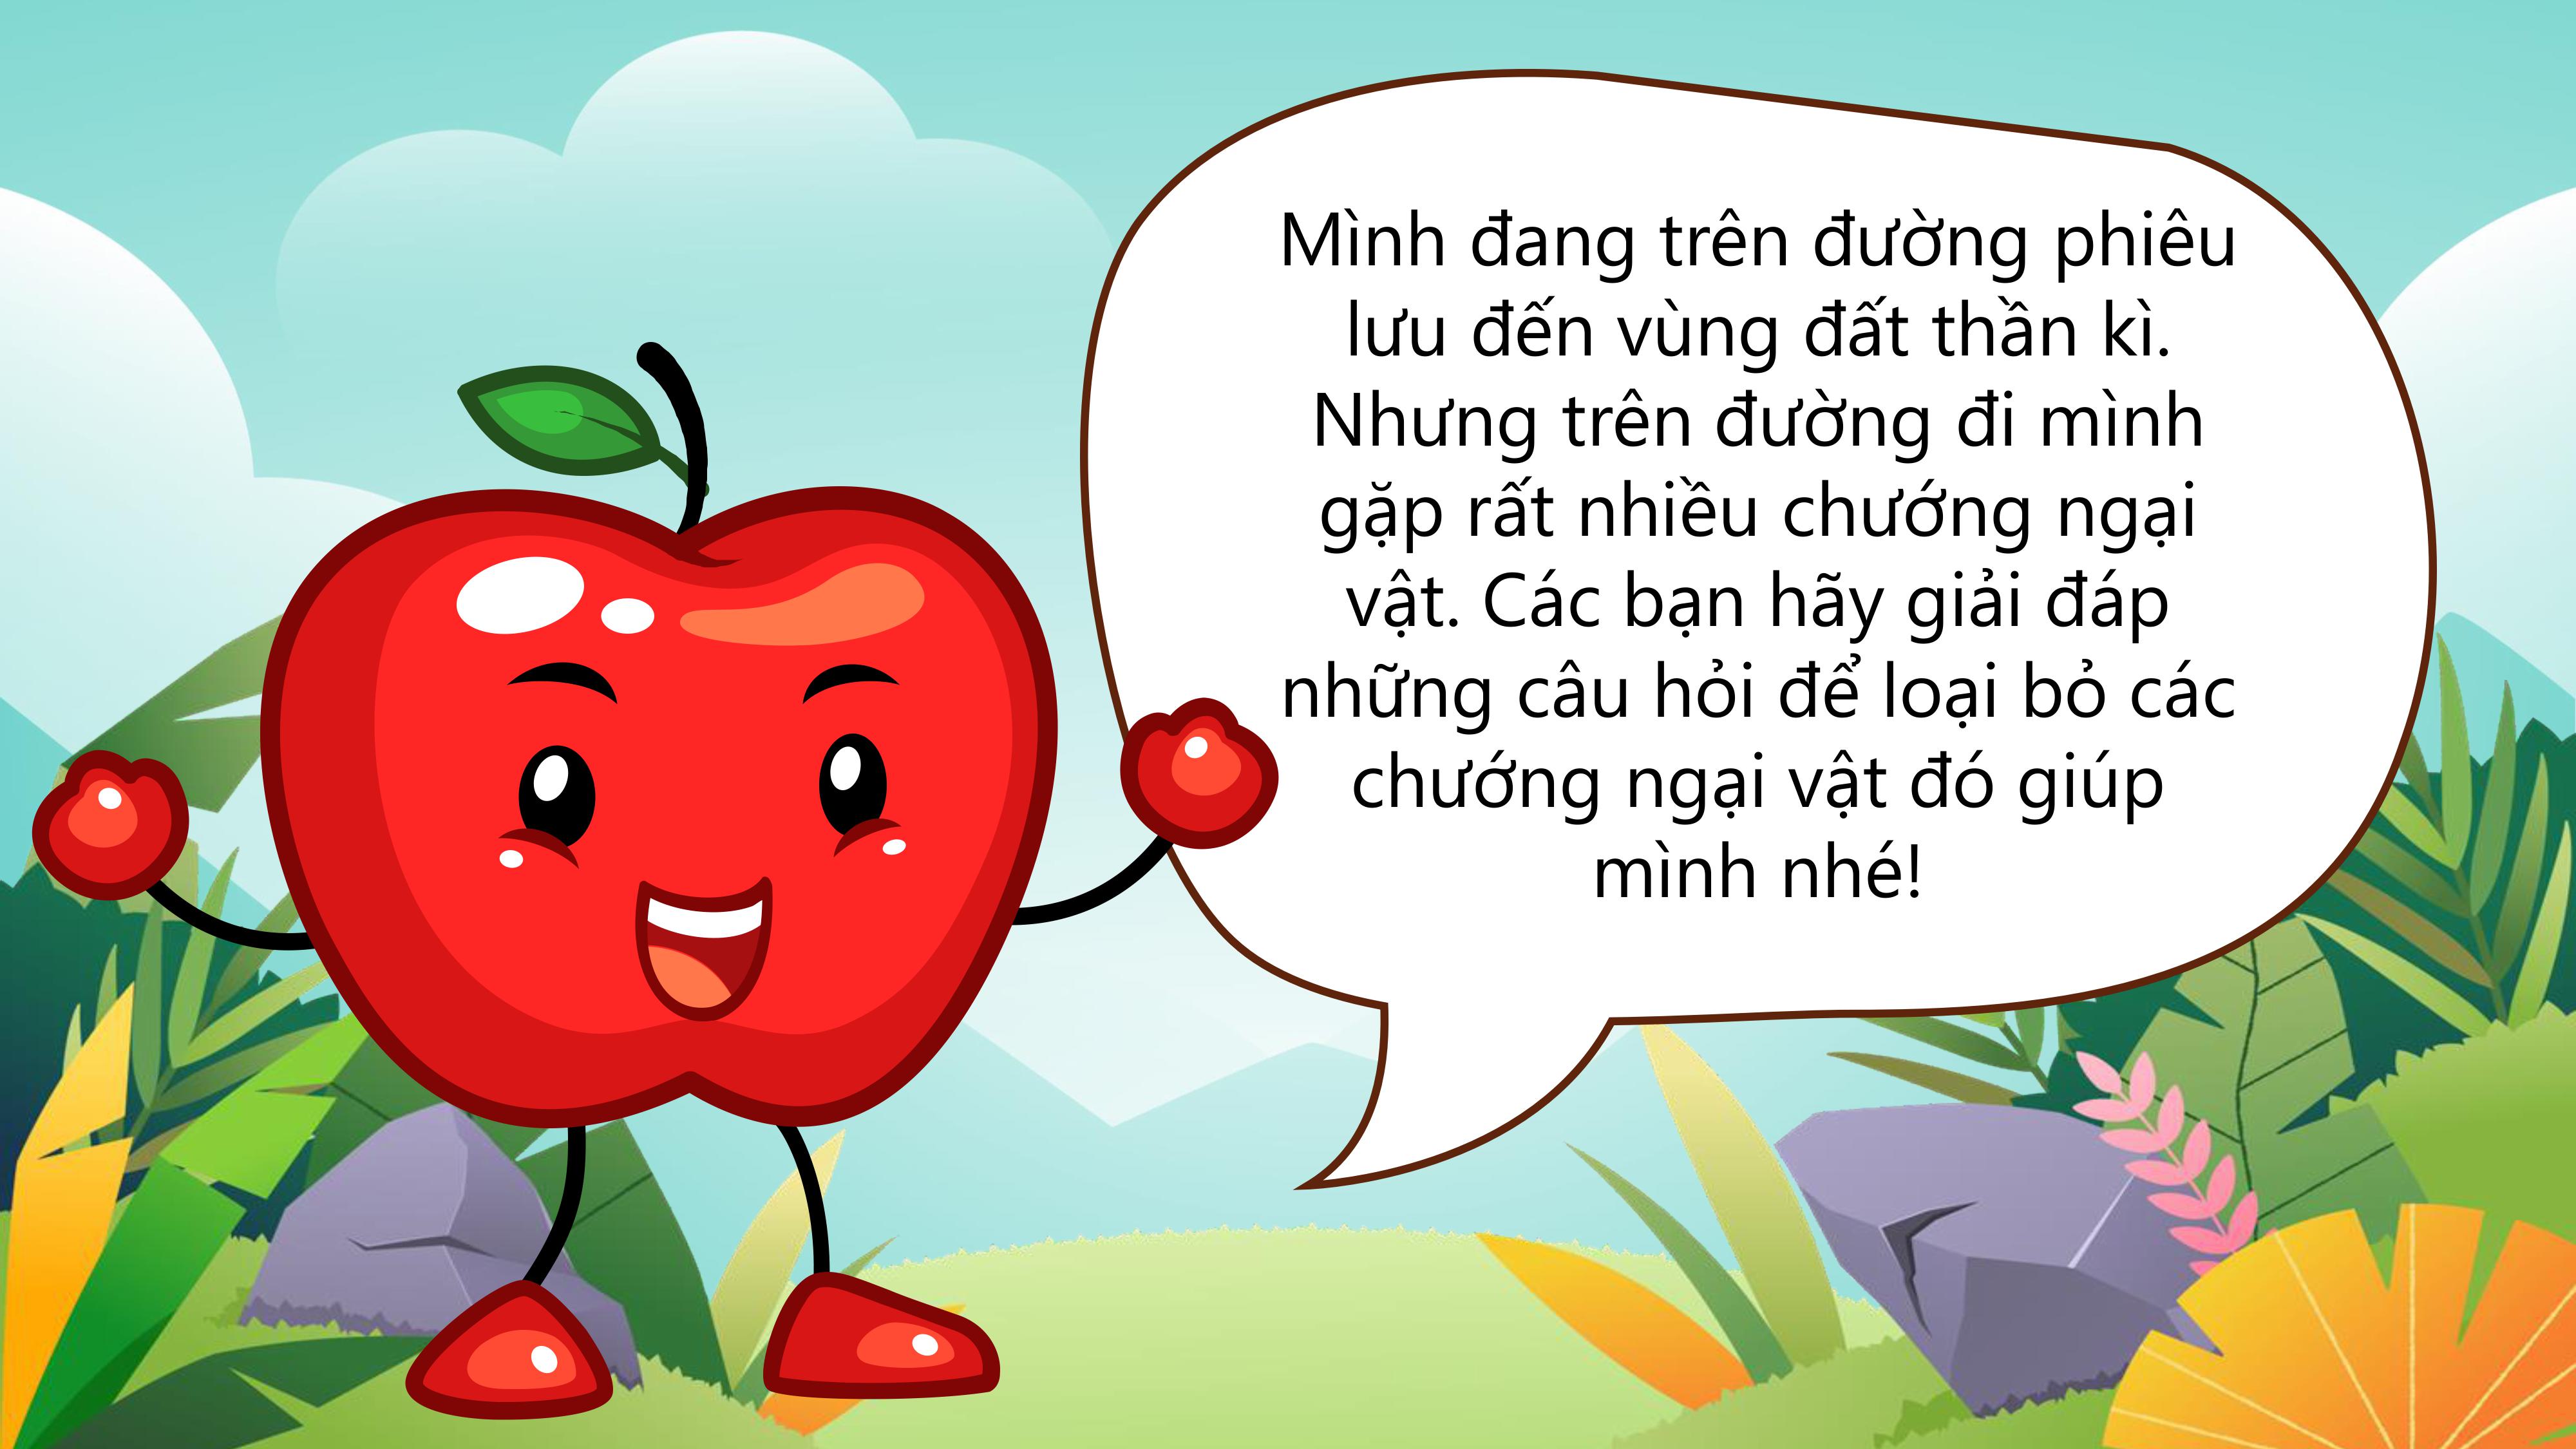 Mình đang trên đường phiêu
lưu đến vùng đất thần kì.
Nhưng trên đường đi mình
gặp rất nhiều chướng ngại
vật. Các bạn hãy giải đáp
những câu hỏi để loại bỏ các
chướng ngại vật đó giúp
mình nhé!